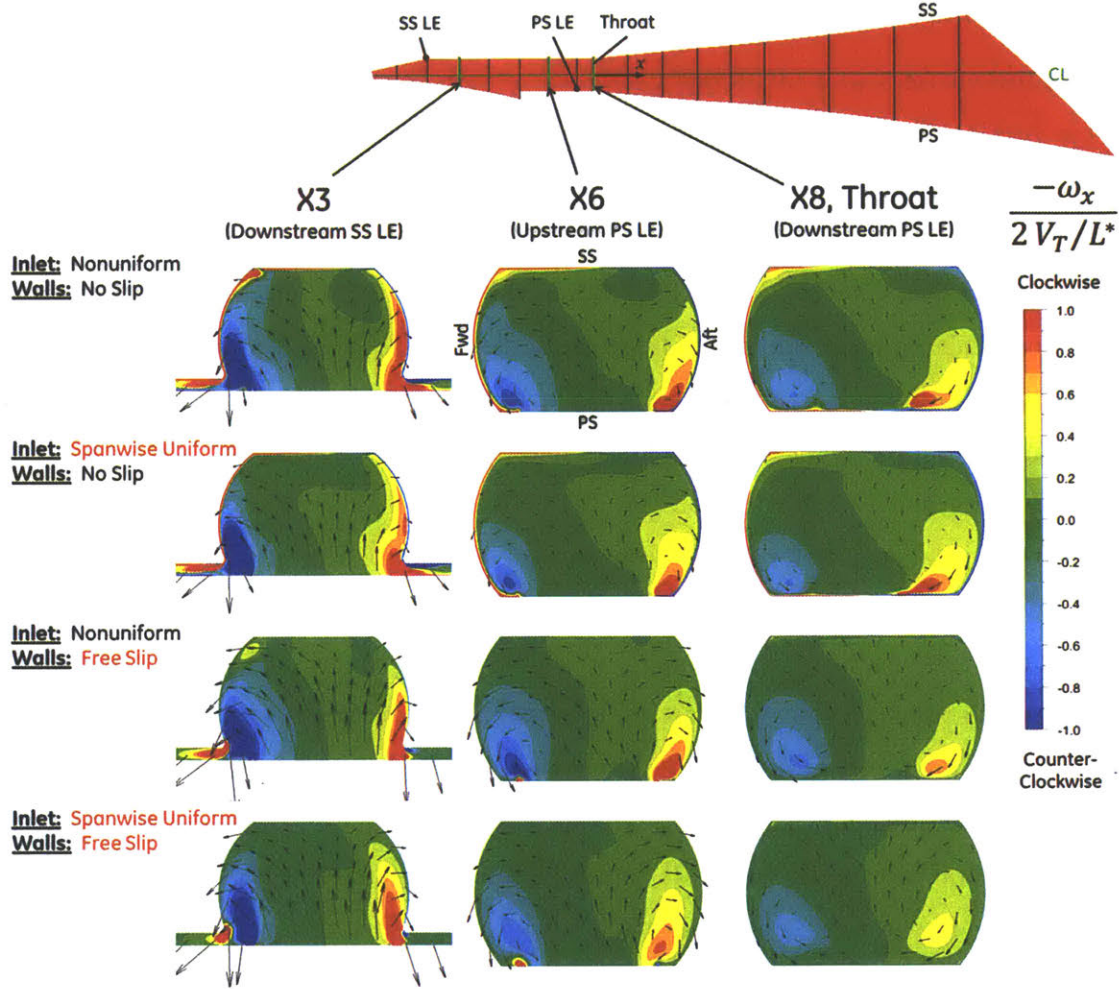 SS LE
PS LE
Throat
SS
x
CL
PS
X3
(Downstream SS LE)
X6
(Upstream PS LE)
X8, Throat
(Downstream PS LE)
−ω_x
2 V_T/L*
Inlet: Nonuniform
Walls: No Slip
SS
Fwd
Aft
PS
Clockwise
1.0
0.8
0.6
0.4
0.2
0.0
-0.2
-0.4
-0.6
-0.8
-1.0
Counter-
Clockwise
Inlet: Spanwise Uniform
Walls: No Slip
Inlet: Nonuniform
Walls: Free Slip
Inlet: Spanwise Uniform
Walls: Free Slip